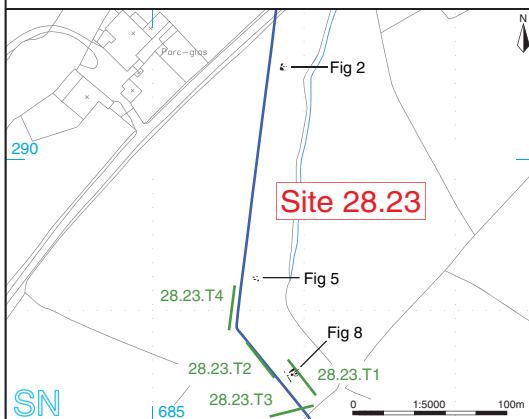 N
Parc-glas
Fig 2
290
Site 28.23
Fig 5
28.23.T4
Fig 8
28.23.T2
28.23.T1
28.23.T3
SN
685
0 1:5000 100m